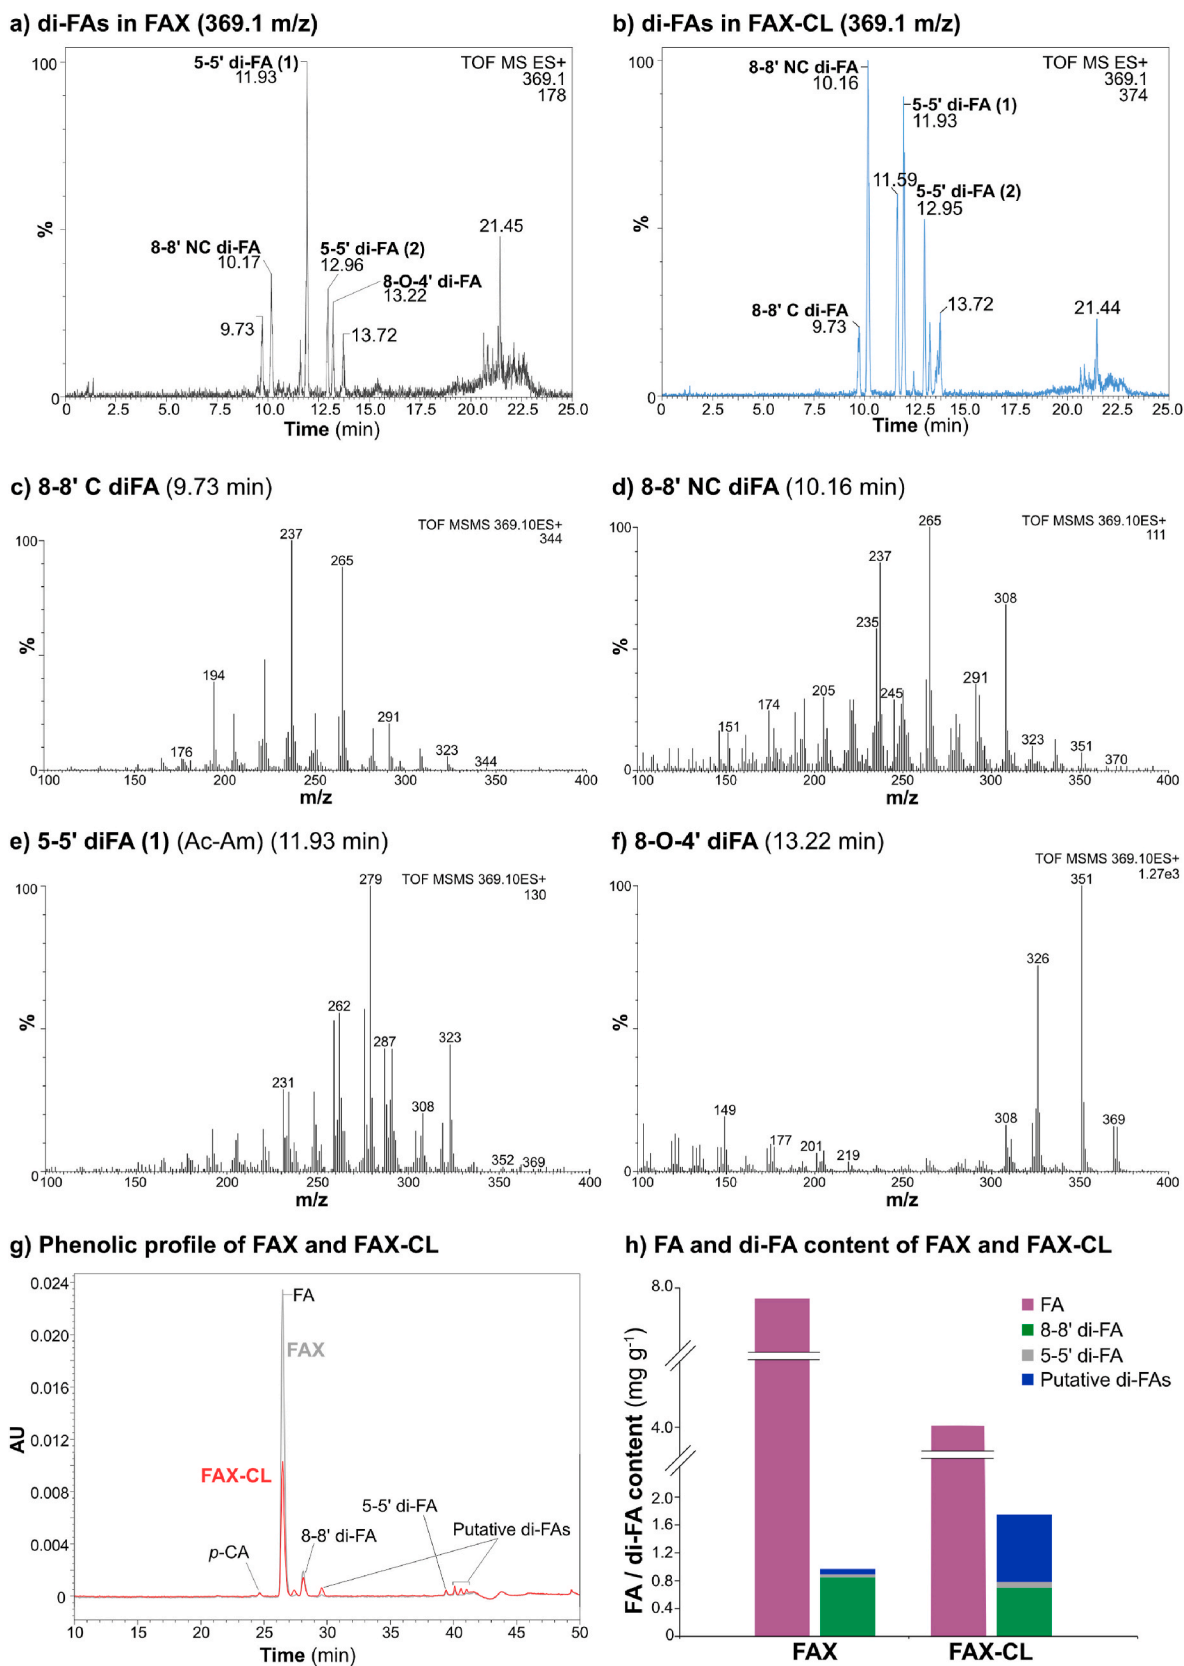 a) di-FAs in FAX (369.1 m/z)
5-5' di-FA (1)
11.93
TOF MS ES+
369.1
178
100
%
8-8' NC di-FA
10.17
5-5' di-FA (2)
12.96
8-O-4' di-FA
13.22
21.45
9.73
13.72
0
0 2.5 5.0 7.5 10.0 12.5 15.0 17.5 20.0 22.5 25.0
Time (min)
b) di-FAs in FAX-CL (369.1 m/z)
8-8' NC di-FA
10.16
TOF MS ES+
369.1
374
100
%
5-5' di-FA (1)
11.93
11.59
5-5' di-FA (2)
12.95
8-8' C di-FA
9.73
13.72
21.44
0
0 2.5 5.0 7.5 10.0 12.5 15.0 17.5 20.0 22.5 25.0
Time (min)
c) 8-8' C diFA (9.73 min)
TOF MSMS 369.10ES+
344
100
%
237
265
194
291
176
323
344
0
100 150 200 250 300 350 400
m/z
d) 8-8' NC diFA (10.16 min)
TOF MSMS 369.10ES+
111
100
%
265
237
235
308
291
245
205
174
151
323
351
370
0
100 150 200 250 300 350 400
m/z
e) 5-5' diFA (1) (Ac-Am) (11.93 min)
TOF MSMS 369.10ES+
130
100
%
279
262
287
323
231
308
352
369
0
100 150 200 250 300 350 400
m/z
f) 8-O-4' diFA (13.22 min)
TOF MSMS 369.10ES+
1.27e3
100
%
351
326
149
308
369
177
201
219
0
100 150 200 250 300 350 400
m/z
g) Phenolic profile of FAX and FAX-CL
0.024
0.020
0.016
0.012
0.008
0.004
0
AU
FA
FAX
FAX-CL
5-5' di-FA
Putative di-FAs
8-8' di-FA
p-CA
10 15 20 25 30 35 40 45 50
Time (min)
h) FA and di-FA content of FAX and FAX-CL
FA / di-FA content (mg g-1)
8.0
4.0
2.0
1.6
1.2
0.8
0.4
0
FA
8-8' di-FA
5-5' di-FA
Putative di-FAs
FAX
FAX-CL